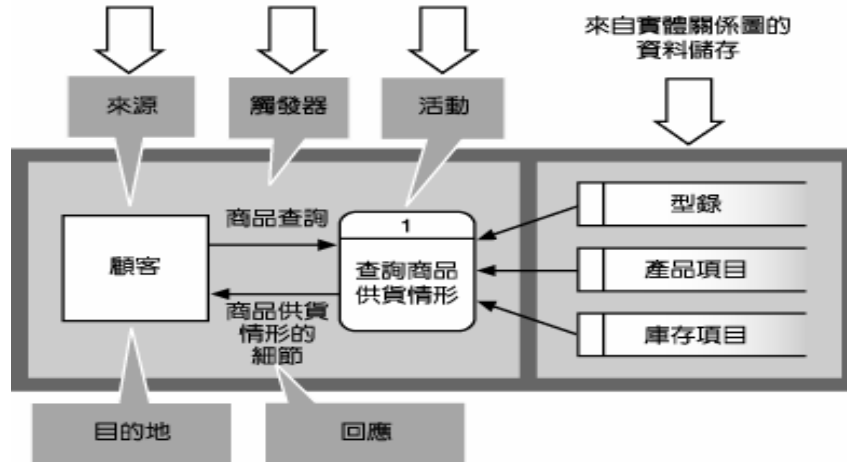 來自實體關係圖的
資料儲存
來源
觸發器
活動
商品查詢
1
型錄
顧客
查詢商品
供貨情形
產品項目
商品供貨
情形的
細節
庫存項目
目的地
回應